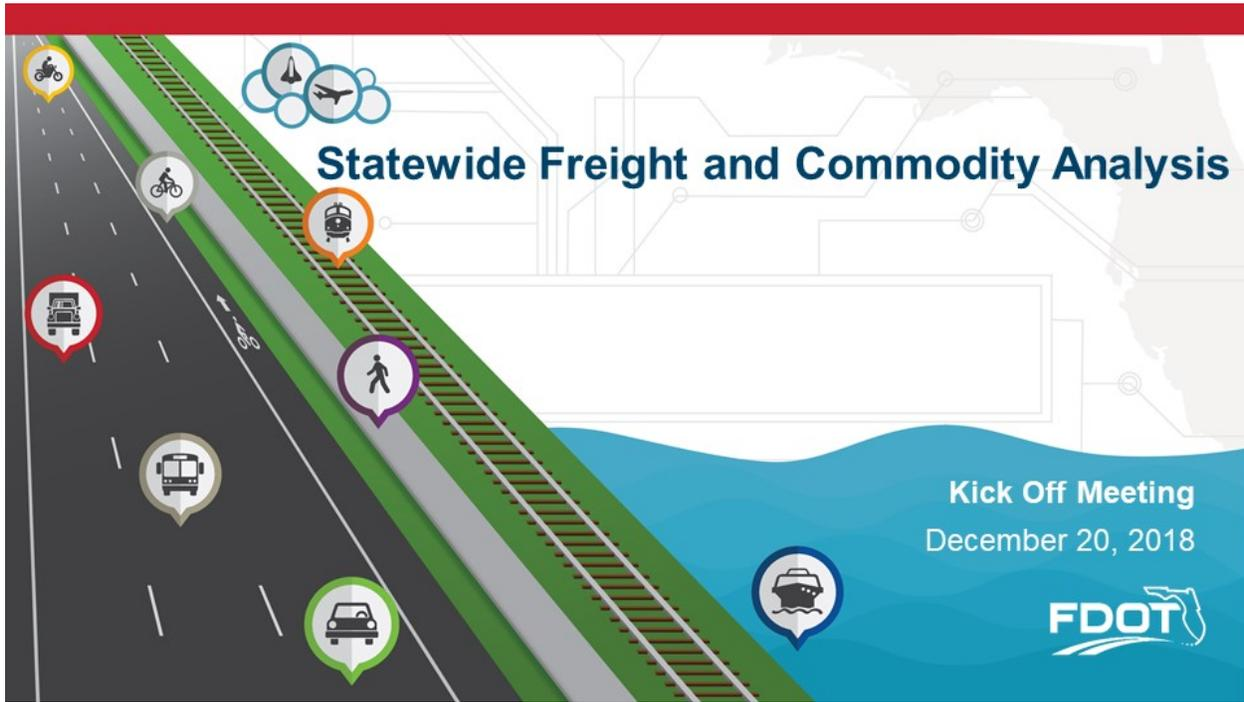 Statewide Freight and Commodity Analysis
Kick Off Meeting
December 20, 2018
FDOT